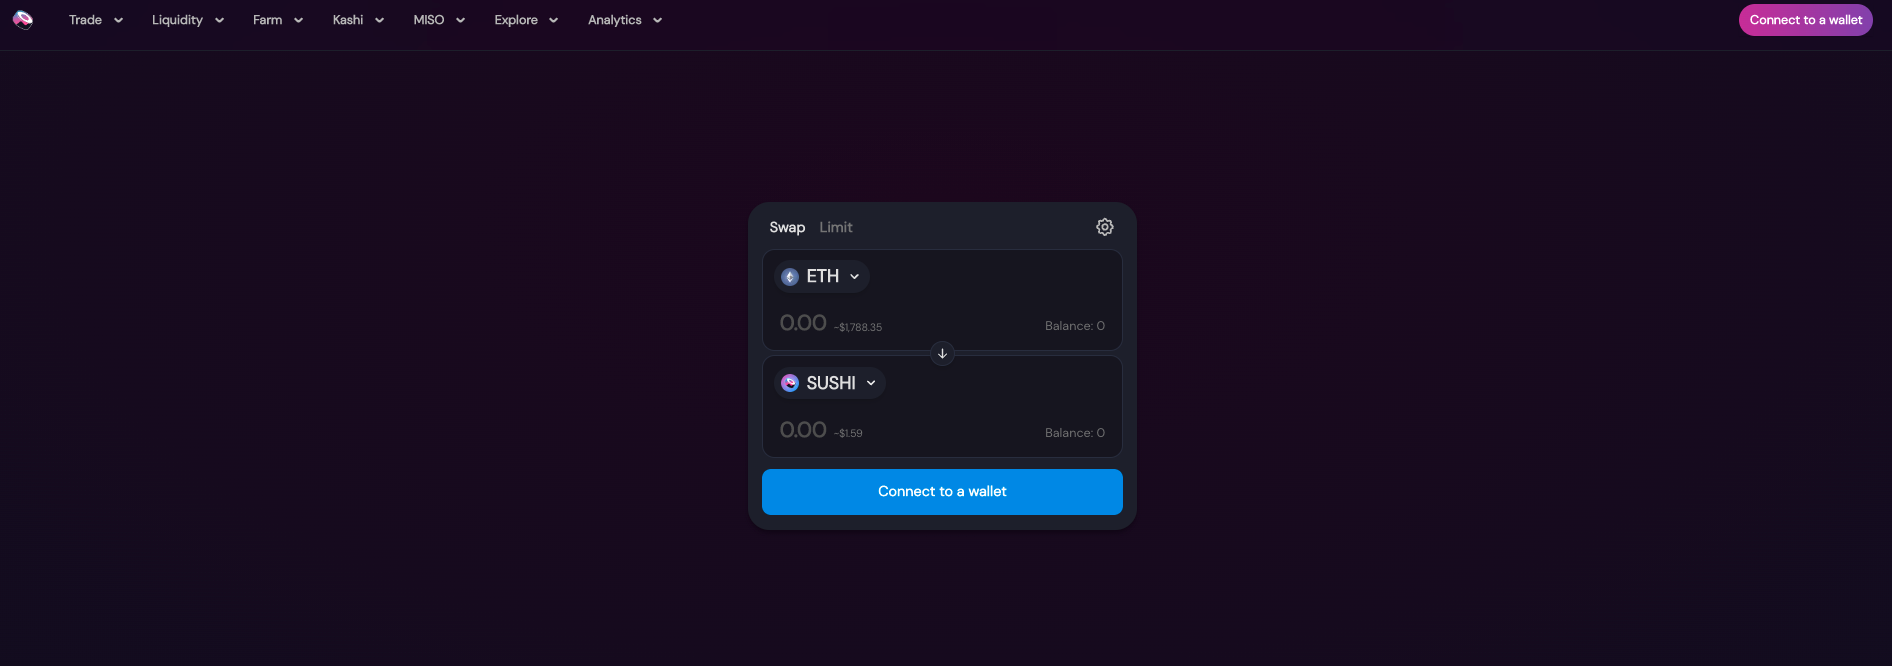 Trade Liquidity Farm Kashi MISO Explore Analytics Connect to a wallet
Swap Limit
ETH
0.00 ~$1,788.35 Balance: 0
SUSHI
0.00 ~$1.59 Balance: 0
Connect to a wallet